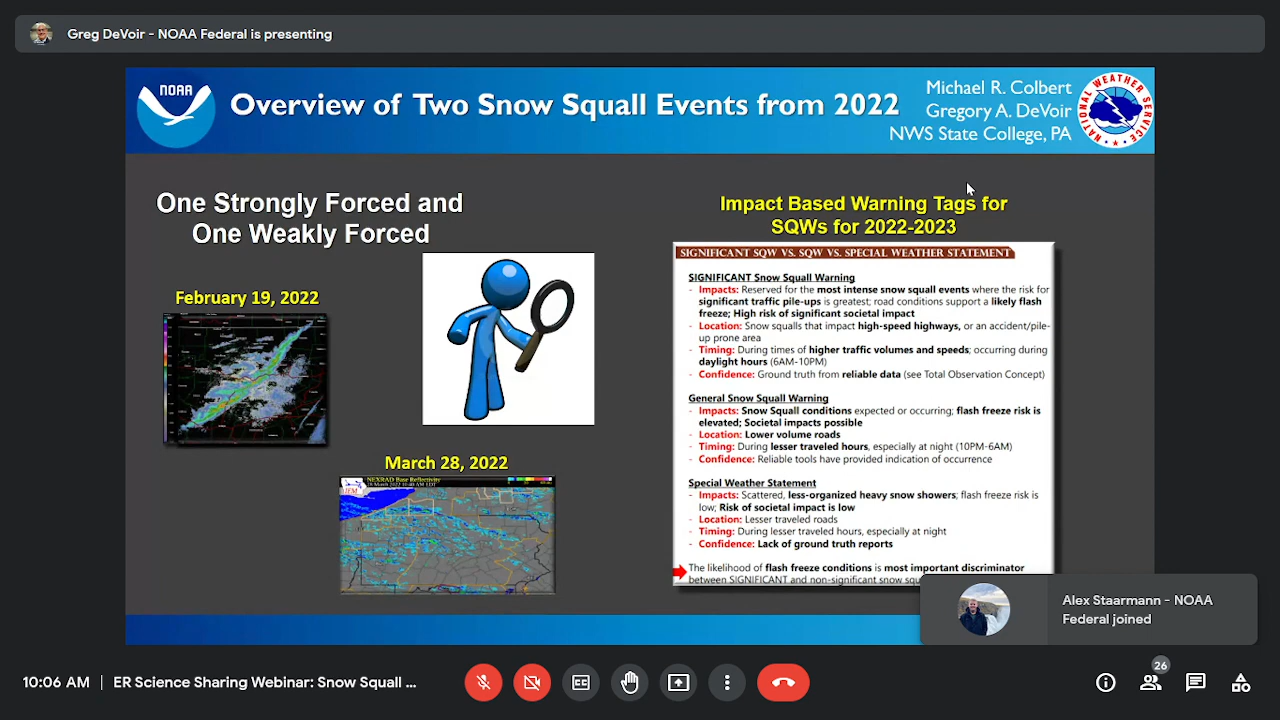 Greg DeVoir - NOAA Federal is presenting
NOAA
Overview of Two Snow Squall Events from 2022
Michael R. Colbert
Gregory A. DeVoir
NWS State College, PA
NATIONAL WEATHER SERVICE
One Strongly Forced and
One Weakly Forced
February 19, 2022
March 28, 2022
NEXRAD Base Reflectivity
Impact Based Warning Tags for
SQWs for 2022-2023
SIGNIFICANT SQW VS. SQW VS. SPECIAL WEATHER STATEMENT
SIGNIFICANT Snow Squall Warning
- Impacts: Reserved for the most intense snow squall events where the risk for
significant traffic pile-ups is greatest; road conditions support a likely flash
freeze; High risk of significant societal impact
- Location: Snow squalls that impact high-speed highways, or an accident/pile-
up prone area
- Timing: During times of higher traffic volumes and speeds; occurring during
daylight hours (6AM-10PM)
- Confidence: Ground truth from reliable data (see Total Observation Concept)
General Snow Squall Warning
- Impacts: Snow Squall conditions expected or occurring; flash freeze risk is
elevated; Societal impacts possible
- Location: Lower volume roads
- Timing: During lesser traveled hours, especially at night (10PM-6AM)
- Confidence: Reliable tools have provided indication of occurrence
Special Weather Statement
- Impacts: Scattered, less-organized heavy snow showers; flash freeze risk is
low; Risk of societal impact is low
- Location: Lesser traveled roads
- Timing: During lesser traveled hours, especially at night
- Confidence: Lack of ground truth reports
The likelihood of flash freeze conditions is most important discriminator
between SIGNIFICANT and non-significant snow
Alex Staarmann - NOAA
Federal joined
10:06 AM | ER Science Sharing Webinar: Snow Squall ...
26